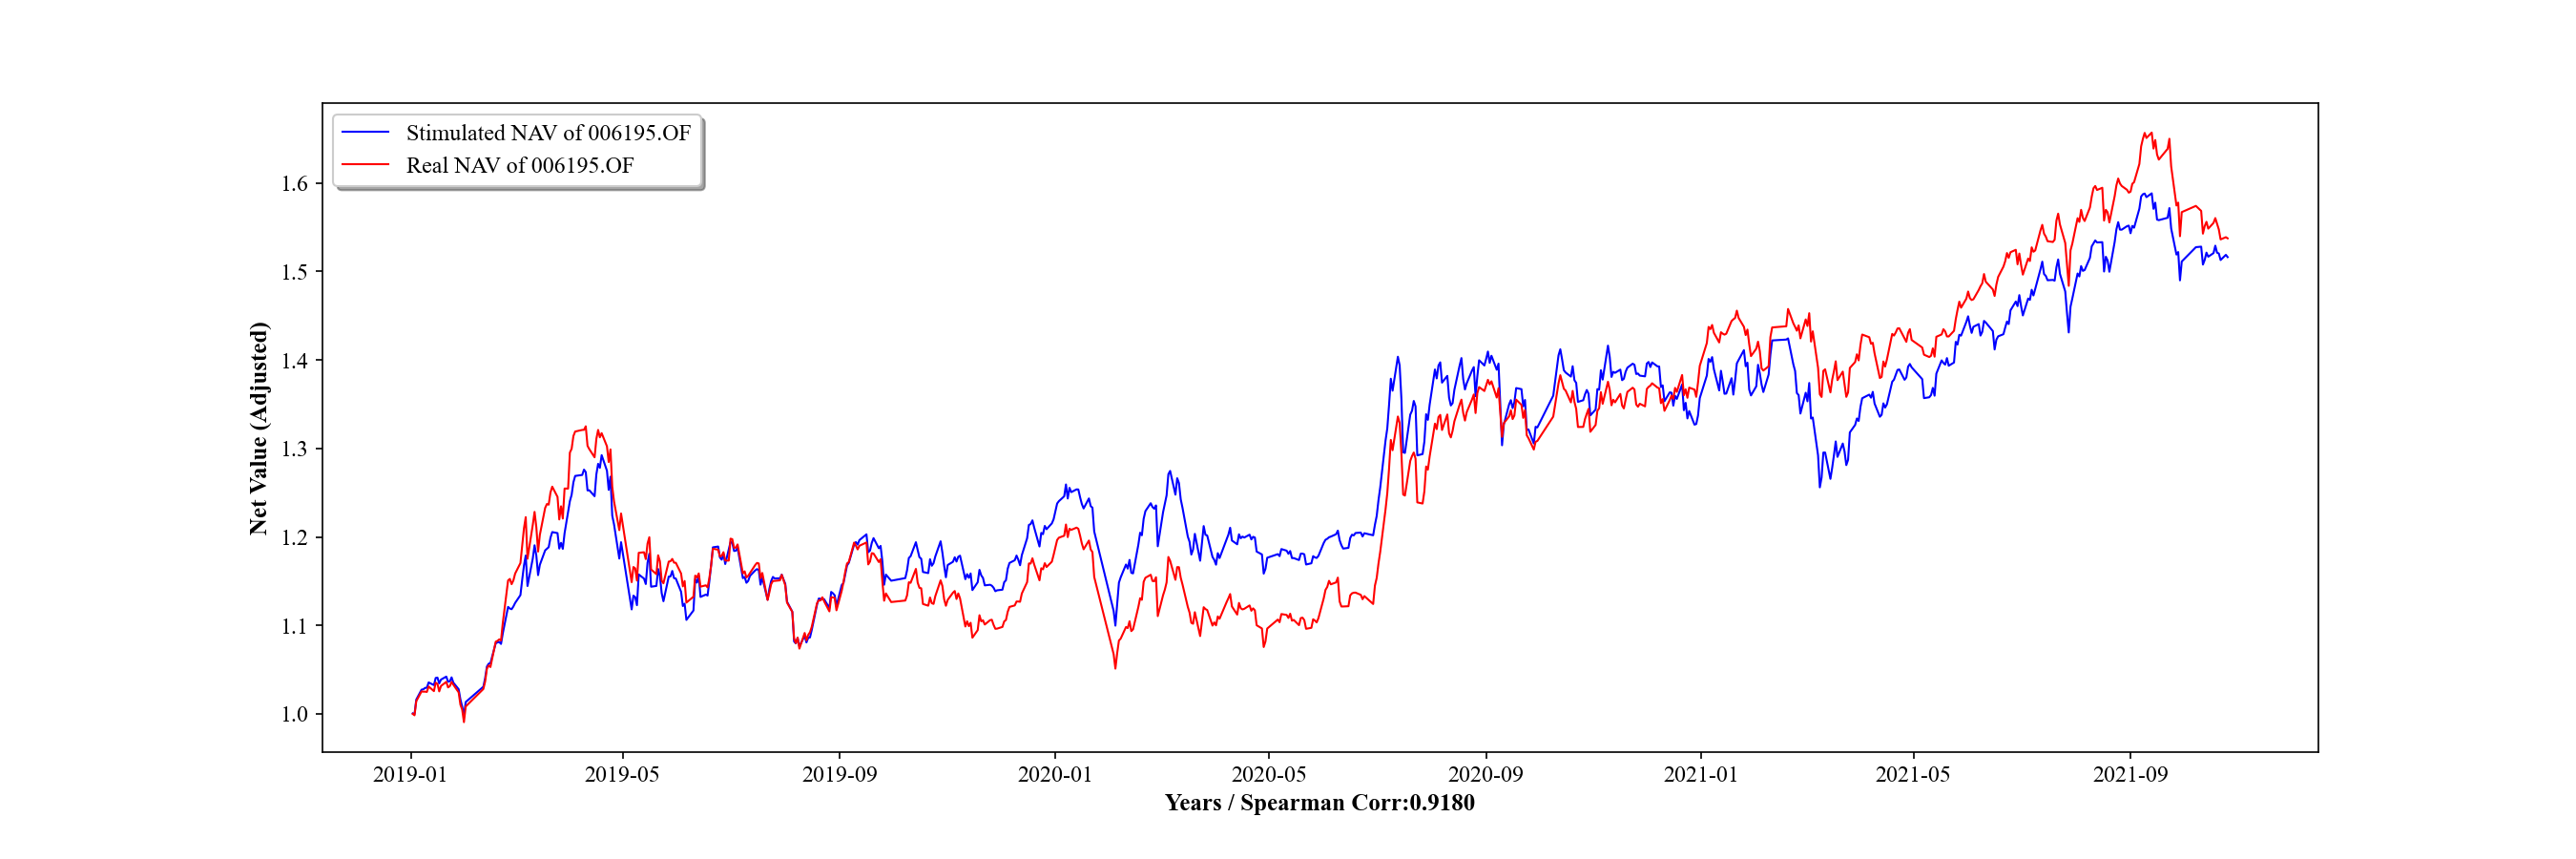 Stimulated NAV of 006195.OF
Real NAV of 006195.OF
Net Value (Adjusted)
1.6
1.5
1.4
1.3
1.2
1.1
1.0
2019-01 2019-05 2019-09 2020-01 2020-05 2020-09 2021-01 2021-05 2021-09
Years / Spearman Corr:0.9180